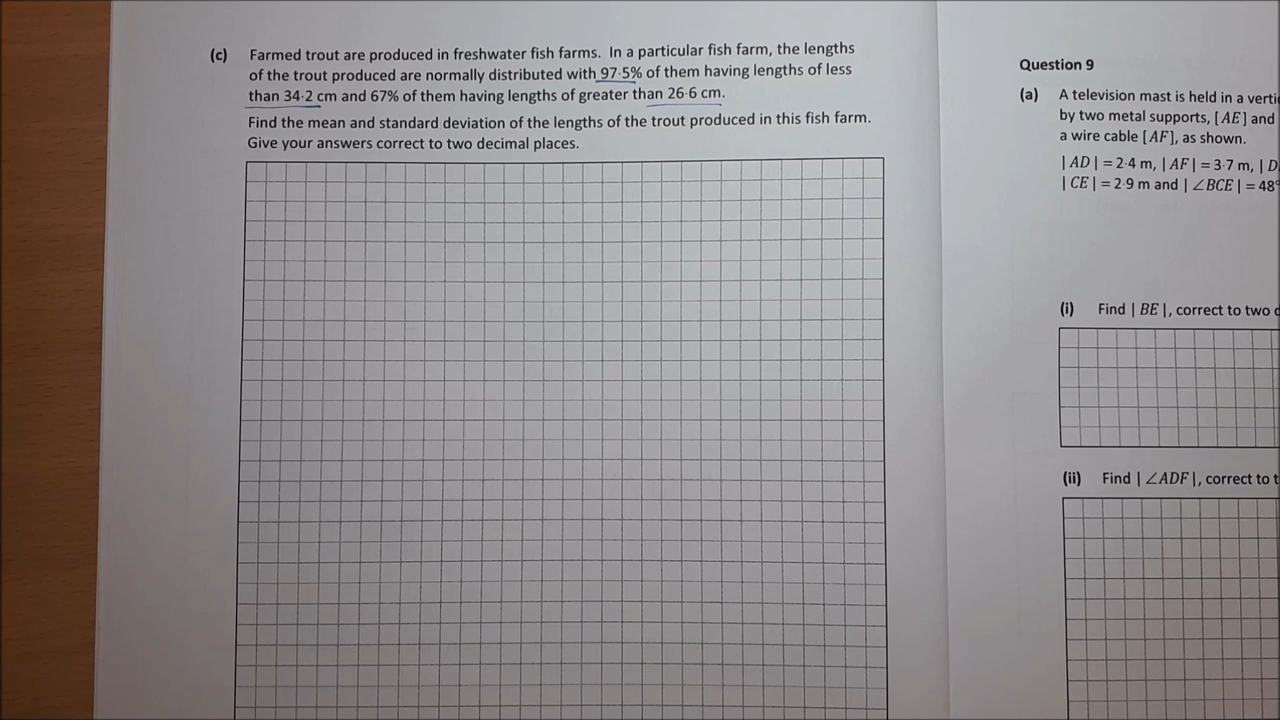 (c) Farmed trout are produced in freshwater fish farms. In a particular fish farm, the lengths
of the trout produced are normally distributed with 97·5% of them having lengths of less
than 34·2 cm and 67% of them having lengths of greater than 26·6 cm.
Find the mean and standard deviation of the lengths of the trout produced in this fish farm.
Give your answers correct to two decimal places.
Question 9
(a) A television mast is held in a verti
by two metal supports, [AE] and
a wire cable [AF], as shown.
| AD | = 2·4 m, | AF | = 3·7 m, | D
| CE | = 2·9 m and | ∠BCE | = 48°
(i) Find | BE |, correct to two d
(ii) Find | ∠ADF |, correct to t